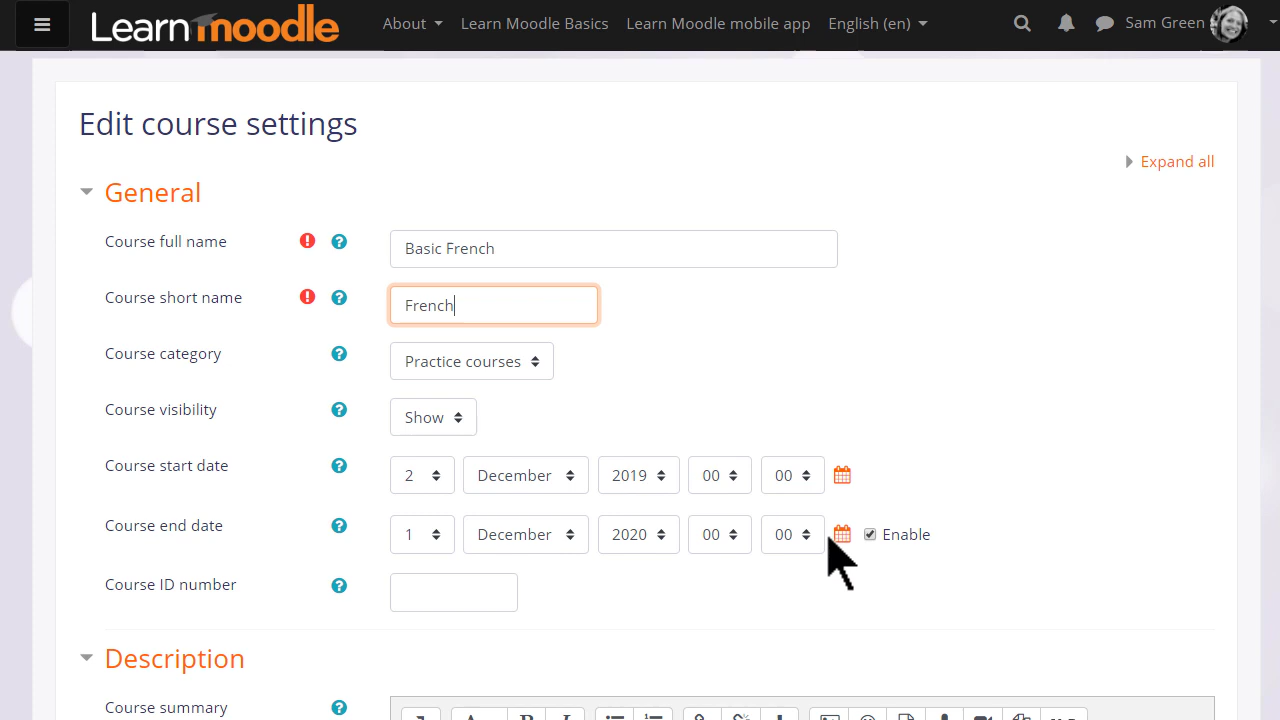 Learn moodle About Learn Moodle Basics Learn Moodle mobile app English (en) Sam Green
Edit course settings
Expand all
General
Course full name Basic French
Course short name French
Course category Practice courses
Course visibility Show
Course start date 2 December 2019 00 00
Course end date 1 December 2020 00 00 Enable
Course ID number
Description
Course summary